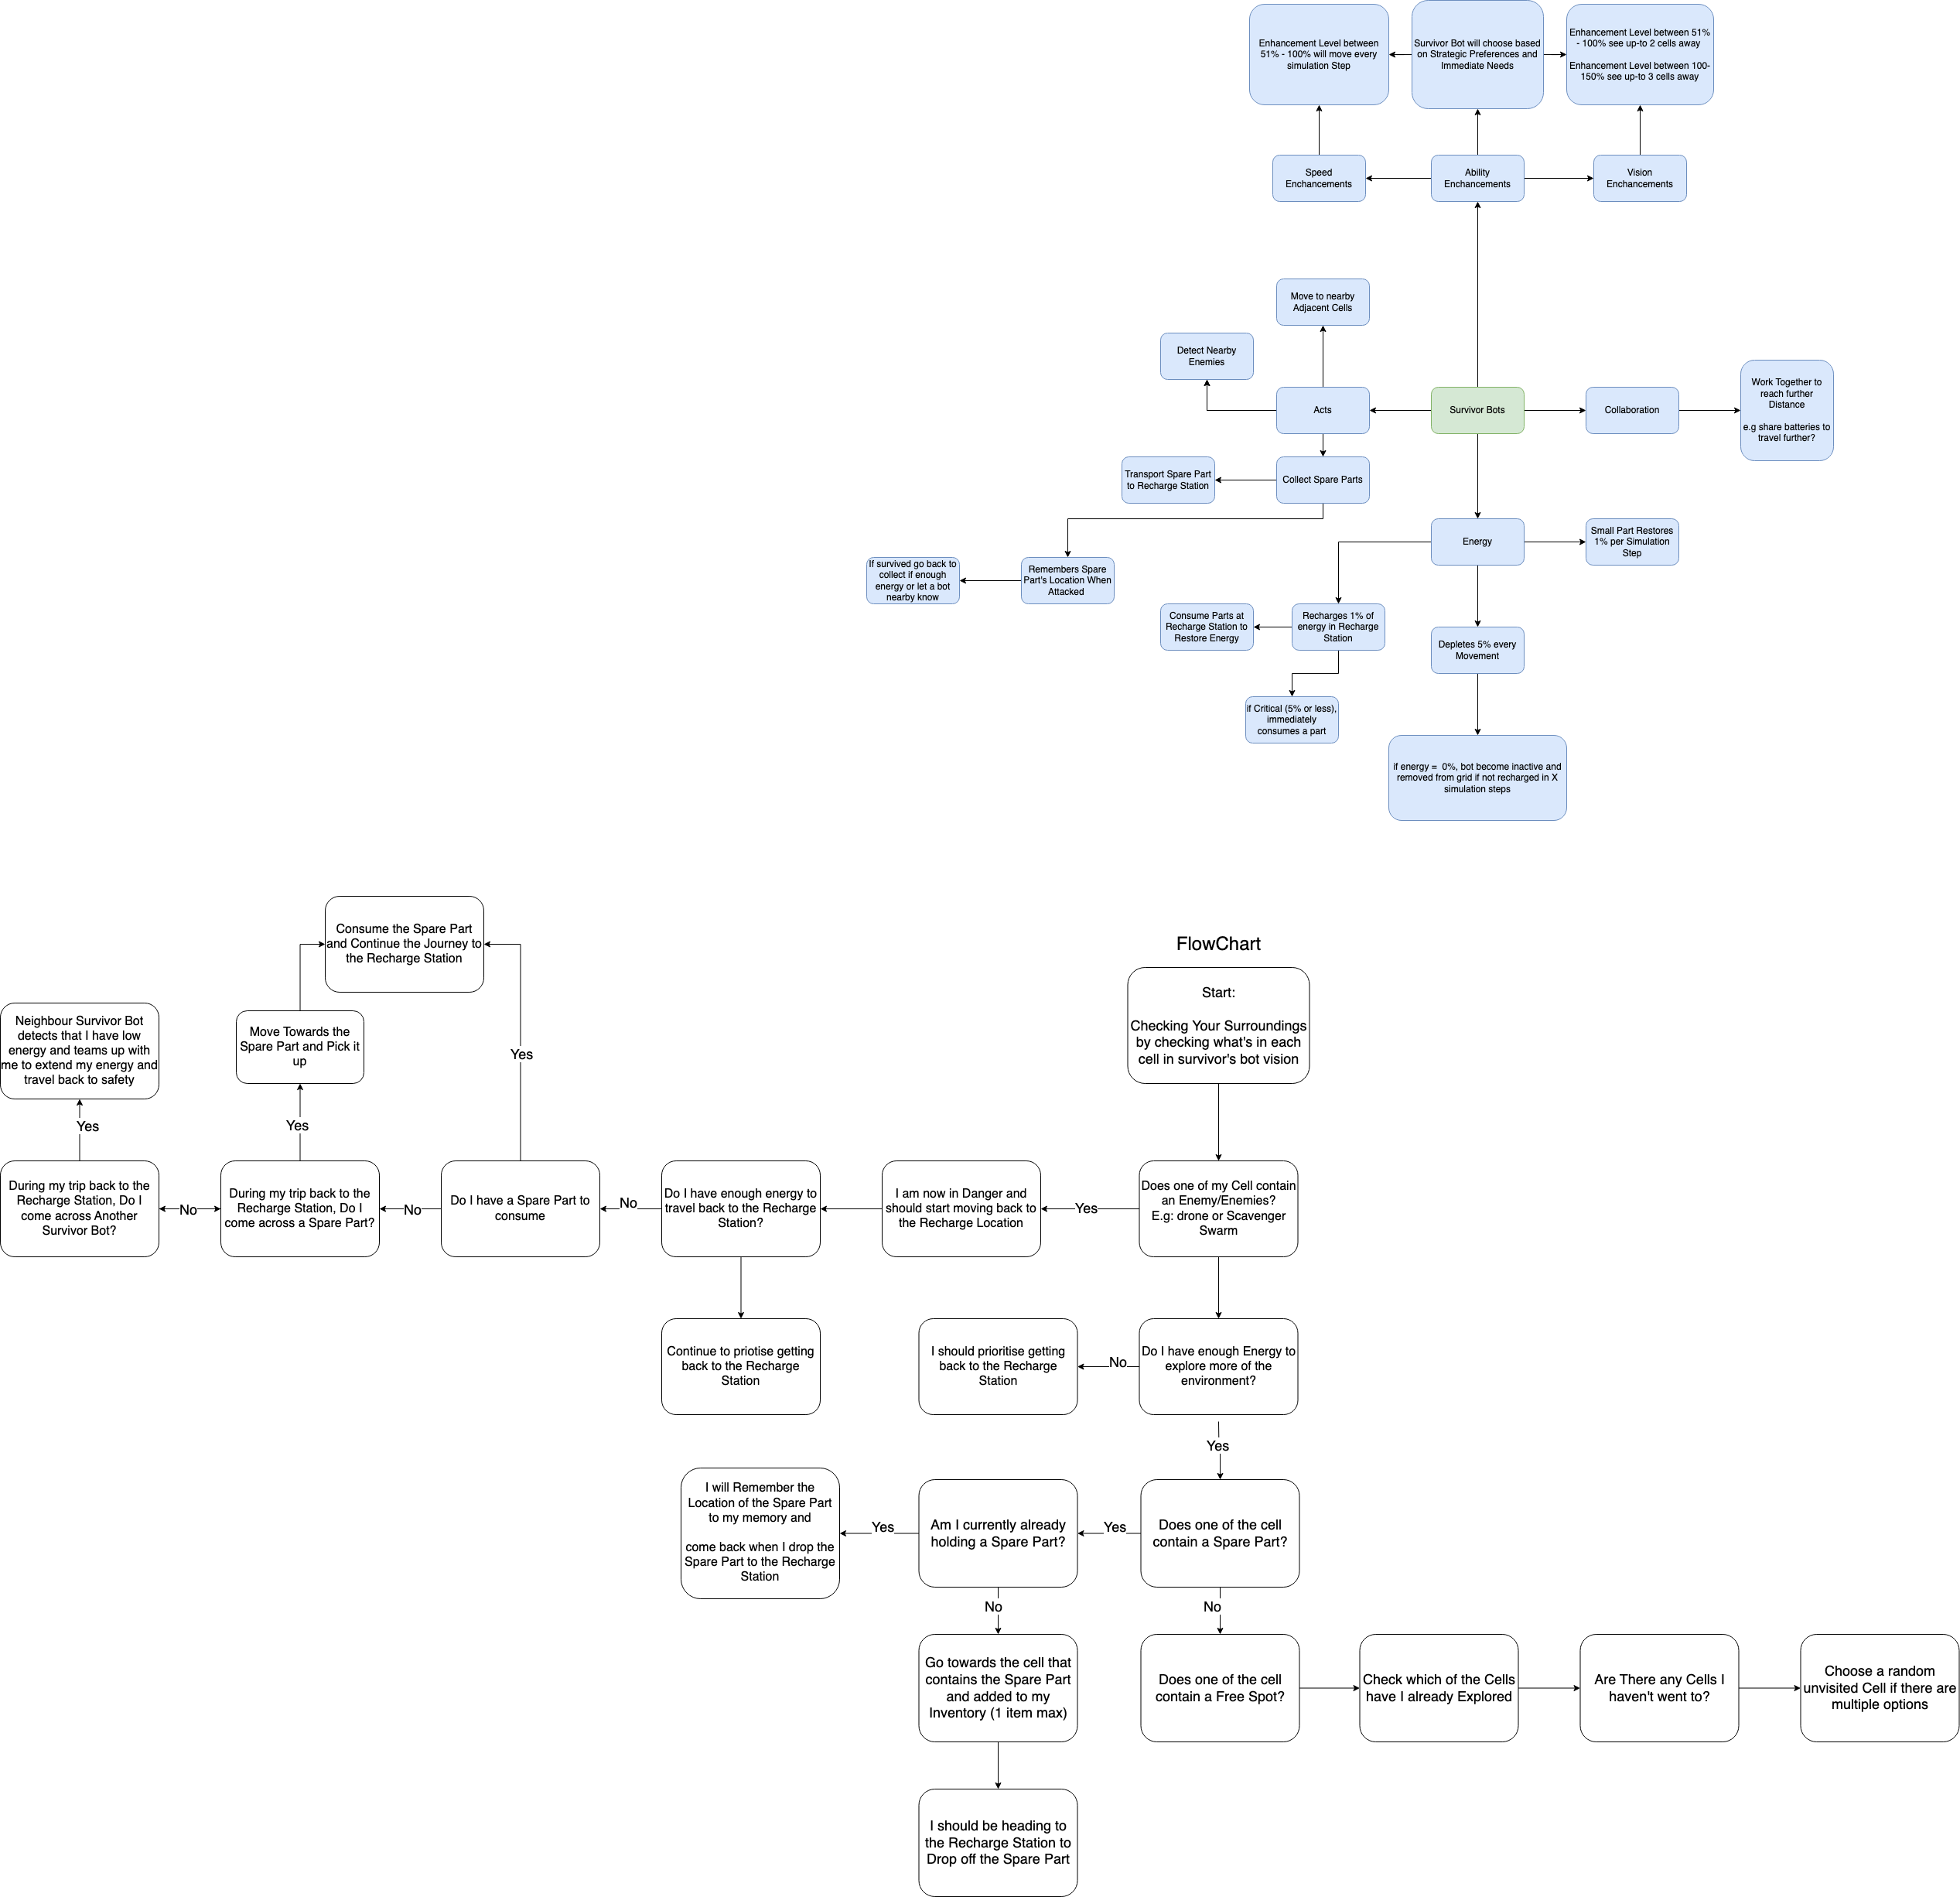 Enhancement Level between
51% - 100% will move every
simulation Step
Survivor Bot will choose based
on Strategic Preferences and
Immediate Needs
Enhancement Level between 51%
- 100% see up-to 2 cells away
Enhancement Level between 100-
150% see up-to 3 cells away
Speed
Enchancements
Ability
Enchancements
Vision
Enchancements
Move to nearby
Adjacent Cells
Detect Nearby
Enemies
Acts
Survivor Bots
Collaboration
Work Together to
reach further
Distance
e.g share batteries to
travel further?
Transport Spare Part
to Recharge Station
Collect Spare Parts
Energy
Small Part Restores
1% per Simulation
Step
If survived go back to
collect if enough
energy or let a bot
nearby know
Remembers Spare
Part's Location When
Attacked
Consume Parts at
Recharge Station to
Restore Energy
Recharges 1% of
energy in Recharge
Station
Depletes 5% every
Movement
if Critical (5% or less),
immediately
consumes a part
if energy = 0%, bot become inactive and
removed from grid if not recharged in X
simulation steps
FlowChart
Start:
Checking Your Surroundings
by checking what's in each
cell in survivor's bot vision
Consume the Spare Part
and Continue the Journey to
the Recharge Station
Neighbour Survivor Bot
detects that I have low
energy and teams up with
me to extend my energy and
travel back to safety
Move Towards the
Spare Part and Pick it
up
Yes
Yes
Yes
During my trip back to the
Recharge Station, Do I
come across Another
Survivor Bot?
No
During my trip back to the
Recharge Station, Do I
come across a Spare Part?
No
Do I have a Spare Part to
consume
No
Do I have enough energy to
travel back to the Recharge
Station?
I am now in Danger and
should start moving back to
the Recharge Location
Yes
Does one of my Cell contain
an Enemy/Enemies?
E.g: drone or Scavenger
Swarm
Continue to priotise getting
back to the Recharge
Station
I should prioritise getting
back to the Recharge
Station
No
Do I have enough Energy to
explore more of the
environment?
Yes
I will Remember the
Location of the Spare Part
to my memory and
come back when I drop the
Spare Part to the Recharge
Station
Yes
Am I currently already
holding a Spare Part?
Yes
Does one of the cell
contain a Spare Part?
No
No
Go towards the cell that
contains the Spare Part
and added to my
Inventory (1 item max)
Does one of the cell
contain a Free Spot?
Check which of the Cells
have I already Explored
Are There any Cells I
haven't went to?
Choose a random
unvisited Cell if there are
multiple options
I should be heading to
the Recharge Station to
Drop off the Spare Part